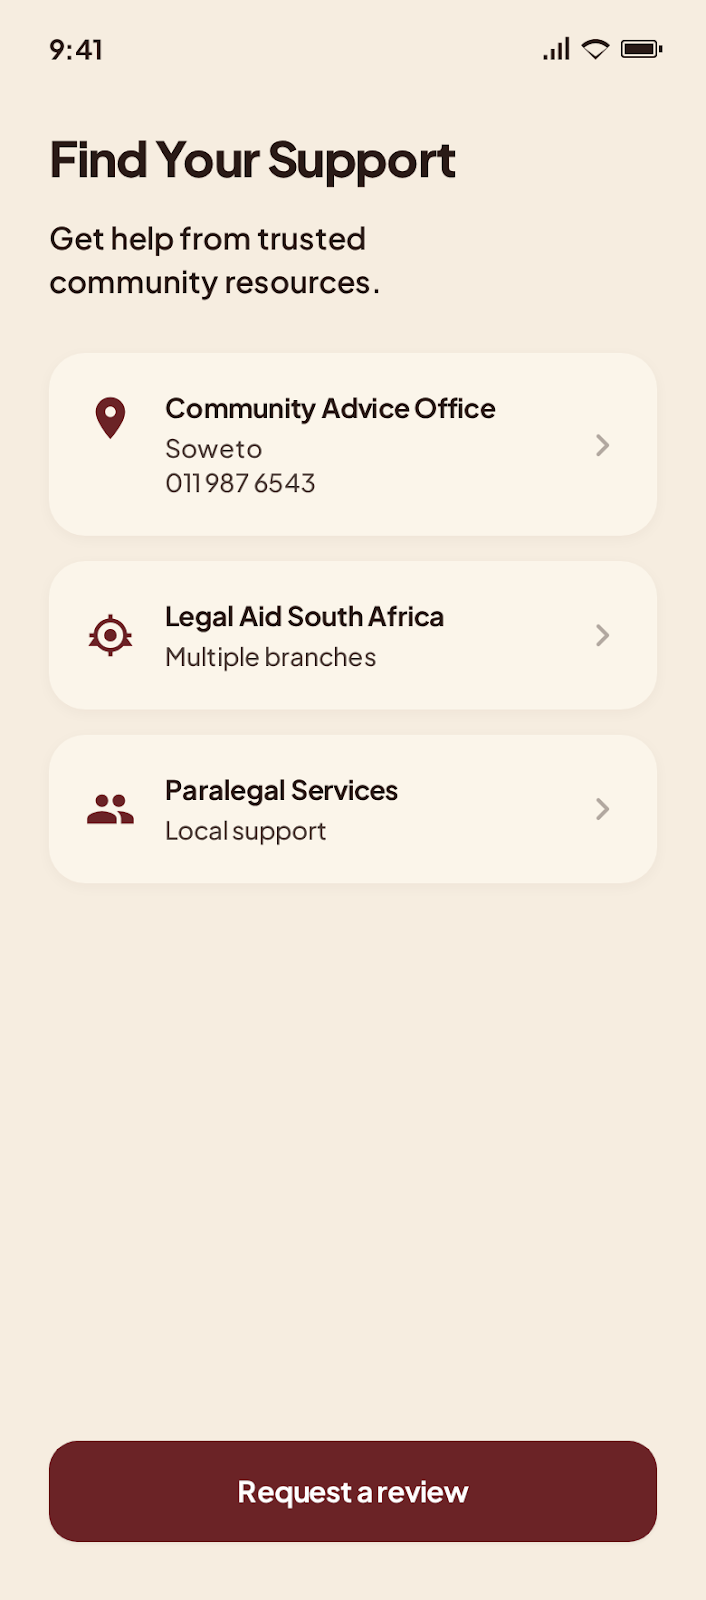 9:41
Find Your Support
Get help from trusted
community resources.
Community Advice Office
Soweto
011 987 6543
Legal Aid South Africa
Multiple branches
Paralegal Services
Local support
Request a review